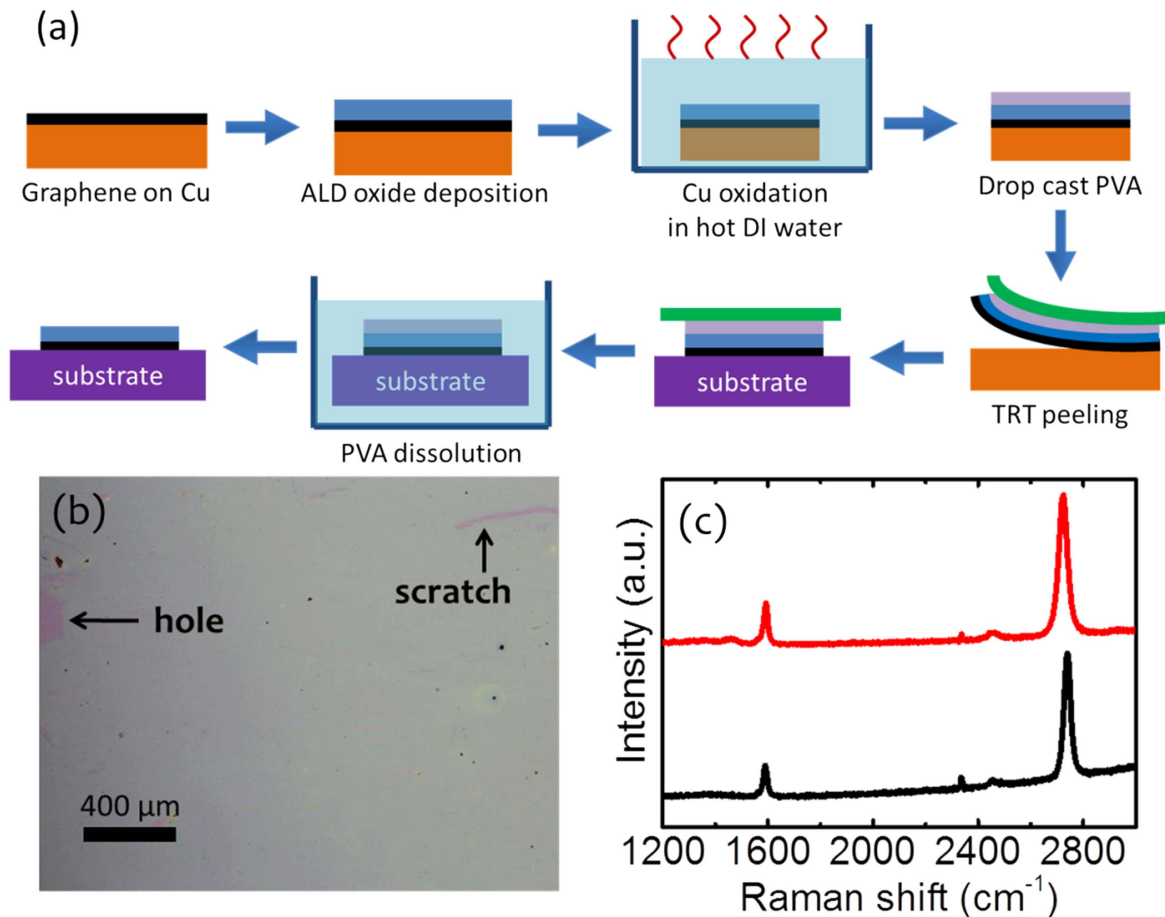 (a)
Graphene on Cu
ALD oxide deposition
Cu oxidation
in hot DI water
Drop cast PVA
substrate
substrate
substrate
PVA dissolution
TRT peeling
(b)
hole
scratch
400 µm
(c)
Intensity (a.u.)
1200 1600 2000 2400 2800
Raman shift (cm⁻¹)